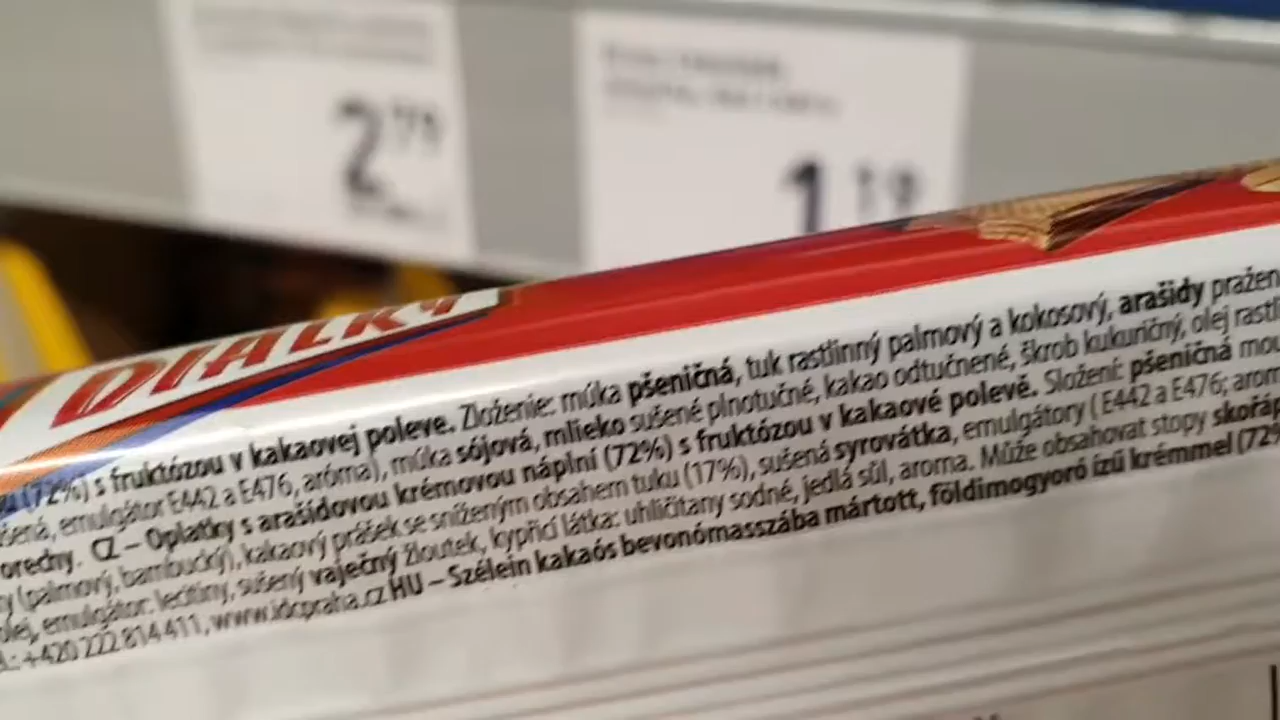 2 79
1 19
DIALKY
(72%) s fruktózou v kakaovej poleve. Zloženie: múka pšeničná, tuk rastlinný palmový a kokosový, arašidy pražen
emulgátor E442 a E476, aróma), múka sójová, mlieko sušené plnotučné, kakao odtučnené, škrob kukuričný, olej rastl
orechy. CZ – Oplatky s arašídovou krémovou náplní (72%) s fruktózou v kakaové polevě. Složení: pšeničná mou
(palmový, bambucký), kakaový prášek se sníženým obsahem tuku (17%), sušená syrovátka, emulgátory ( E442 a E476; arom
olej, emulgátor: lecitiny, sušený vaječný žloutek, kypřicí látka: uhličitany sodné, jedlá sůl, aroma. Může obsahovat stopy skořáp
.: +420 222 814 411, www.idcpraha.cz HU – Szélein kakaós bevonómasszába mártott, földimogyoró ízű krémmel (72%